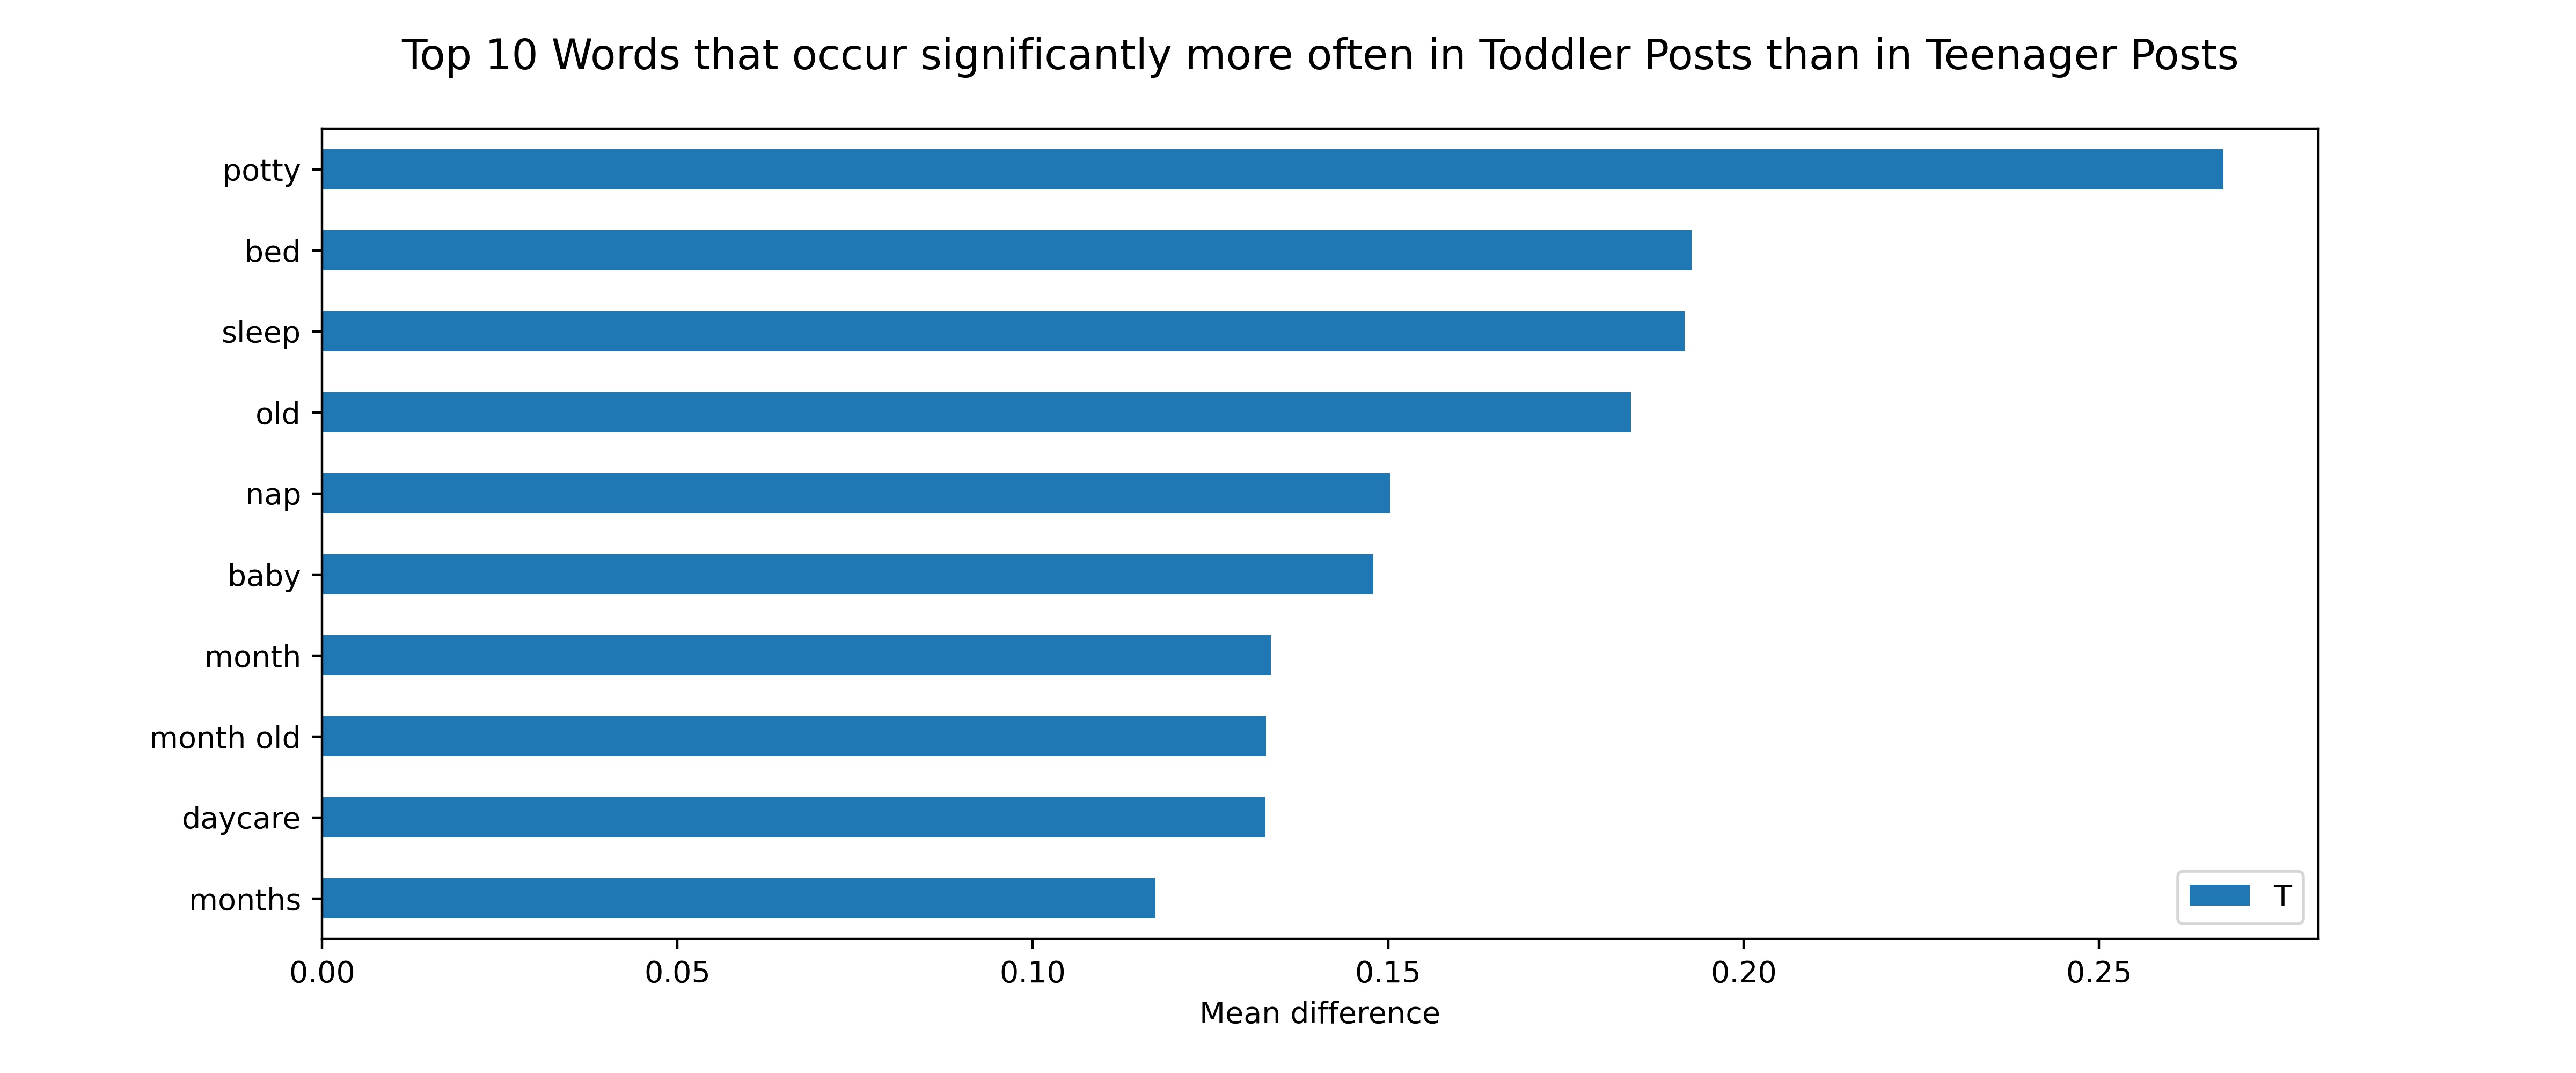 Top 10 Words that occur significantly more often in Toddler Posts than in Teenager Posts
potty
bed
sleep
old
nap
baby
month
month old
daycare
months
T
0.00 0.05 0.10 0.15 0.20 0.25
Mean difference